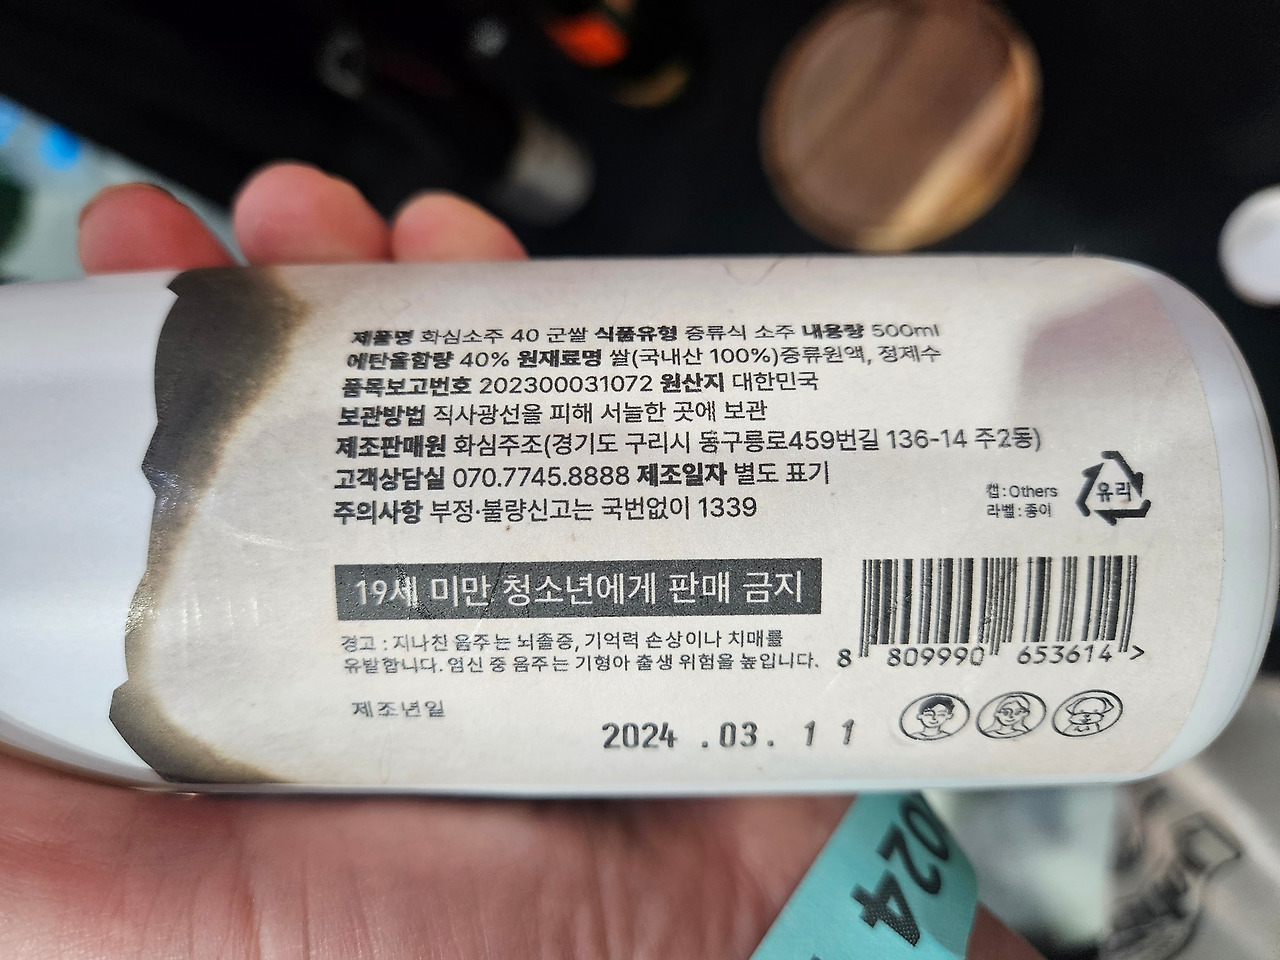 제품명 화심소주 40 군쌀 식품유형 증류식 소주 내용량 500ml
에탄올함량 40% 원재료명 쌀(국내산 100%)증류원액, 정제수
품목보고번호 202300031072 원산지 대한민국
보관방법 직사광선을 피해 서늘한 곳에 보관
제조판매원 화심주조(경기도 구리시 동구릉로459번길 136-14 주2동)
고객상담실 070.7745.8888 제조일자 별도 표기
주의사항 부정·불량신고는 국번없이 1339
캡:Others
라벨:종이
유리
19세 미만 청소년에게 판매 금지
경고 : 지나친 음주는 뇌졸중, 기억력 손상이나 치매를
유발합니다. 임신 중 음주는 기형아 출생 위험을 높입니다.
8 809990 653614 >
제조년월일
2024 .03. 11
2024